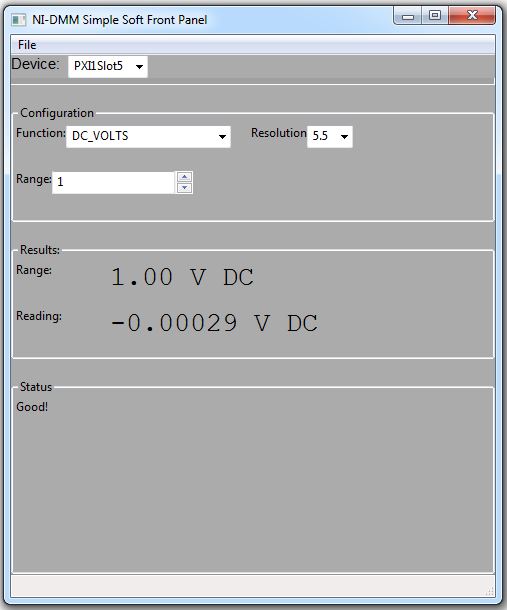 NI-DMM Simple Soft Front Panel
File
Device: PXI1Slot5
Configuration
Function: DC_VOLTS Resolution 5.5
Range: 1
Results:
Range: 1.00 V DC
Reading: -0.00029 V DC
Status
Good!